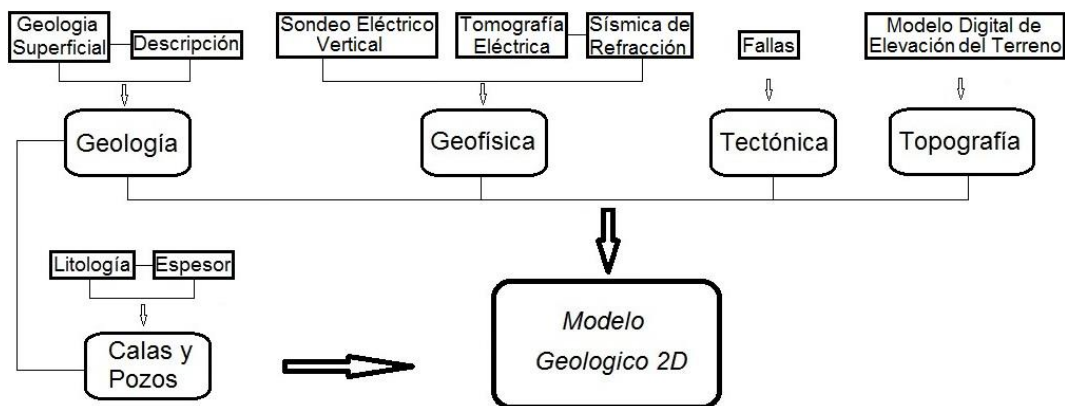 Geologia
Superficial
Descripción
Sondeo Eléctrico
Vertical
Tomografía
Eléctrica
Sísmica de
Refracción
Fallas
Modelo Digital de
Elevación del Terreno
Geología
Geofísica
Tectónica
Topografía
Litología
Espesor
Calas y
Pozos
Modelo
Geologico 2D